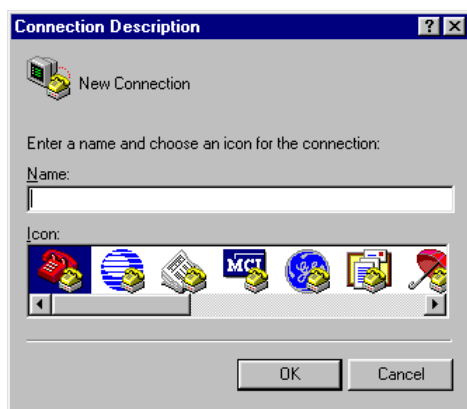 Connection Description
New Connection
Enter a name and choose an icon for the connection:
Name:
Icon:
MCI
OK
Cancel